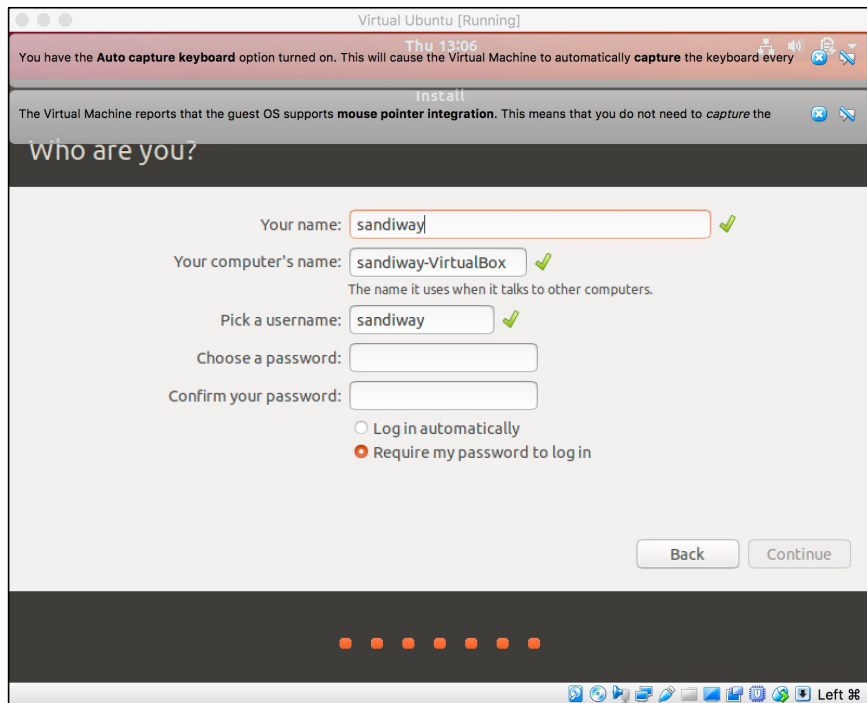 Virtual Ubuntu [Running]
Thu 13:06
You have the Auto capture keyboard option turned on. This will cause the Virtual Machine to automatically capture the keyboard every
Install
The Virtual Machine reports that the guest OS supports mouse pointer integration. This means that you do not need to capture the
Who are you?
Your name: sandiway
Your computer's name: sandiway-VirtualBox
The name it uses when it talks to other computers.
Pick a username: sandiway
Choose a password:
Confirm your password:
Log in automatically
Require my password to log in
Back Continue
Left ⌘